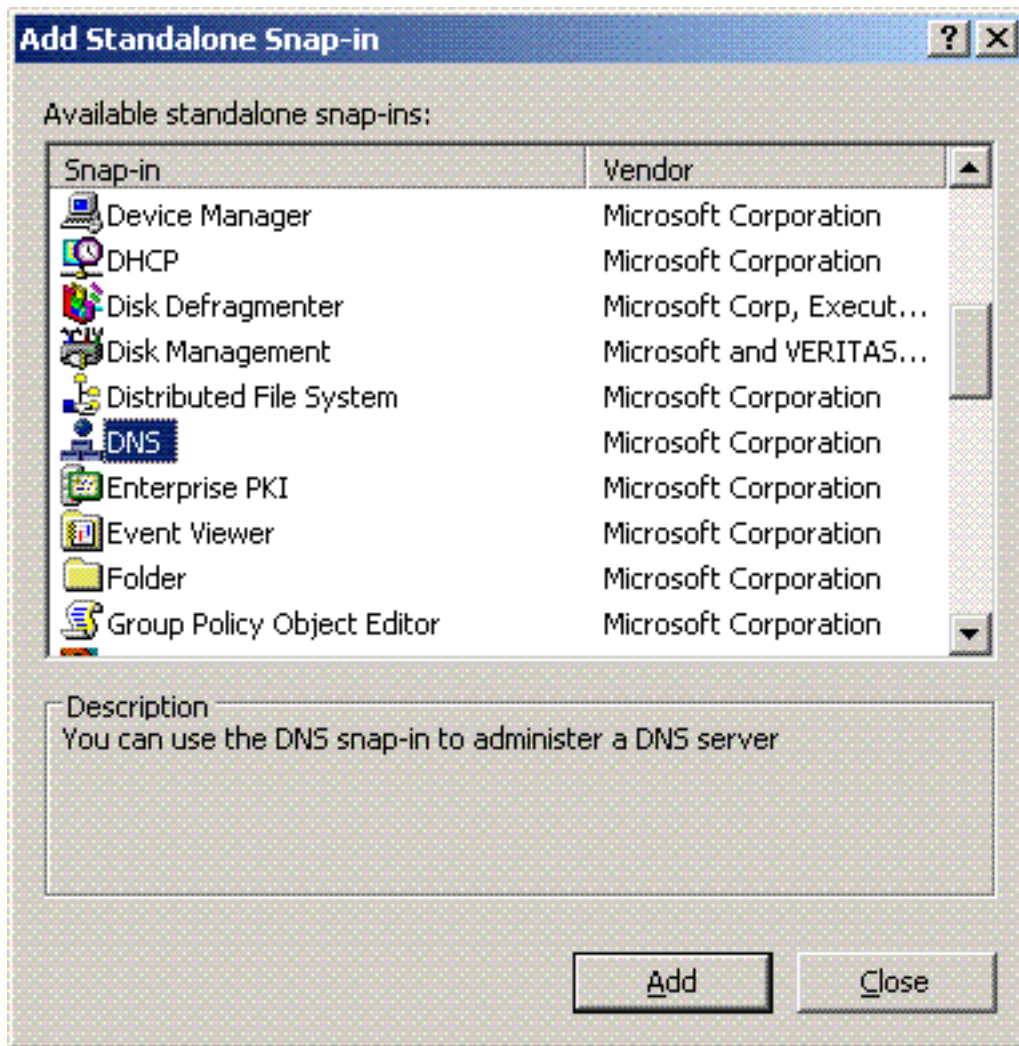 Add Standalone Snap-in
Available standalone snap-ins:
Snap-in Vendor
Device Manager Microsoft Corporation
DHCP Microsoft Corporation
Disk Defragmenter Microsoft Corp, Execut...
Disk Management Microsoft and VERITAS...
Distributed File System Microsoft Corporation
DNS Microsoft Corporation
Enterprise PKI Microsoft Corporation
Event Viewer Microsoft Corporation
Folder Microsoft Corporation
Group Policy Object Editor Microsoft Corporation
Description
You can use the DNS snap-in to administer a DNS server
Add Close